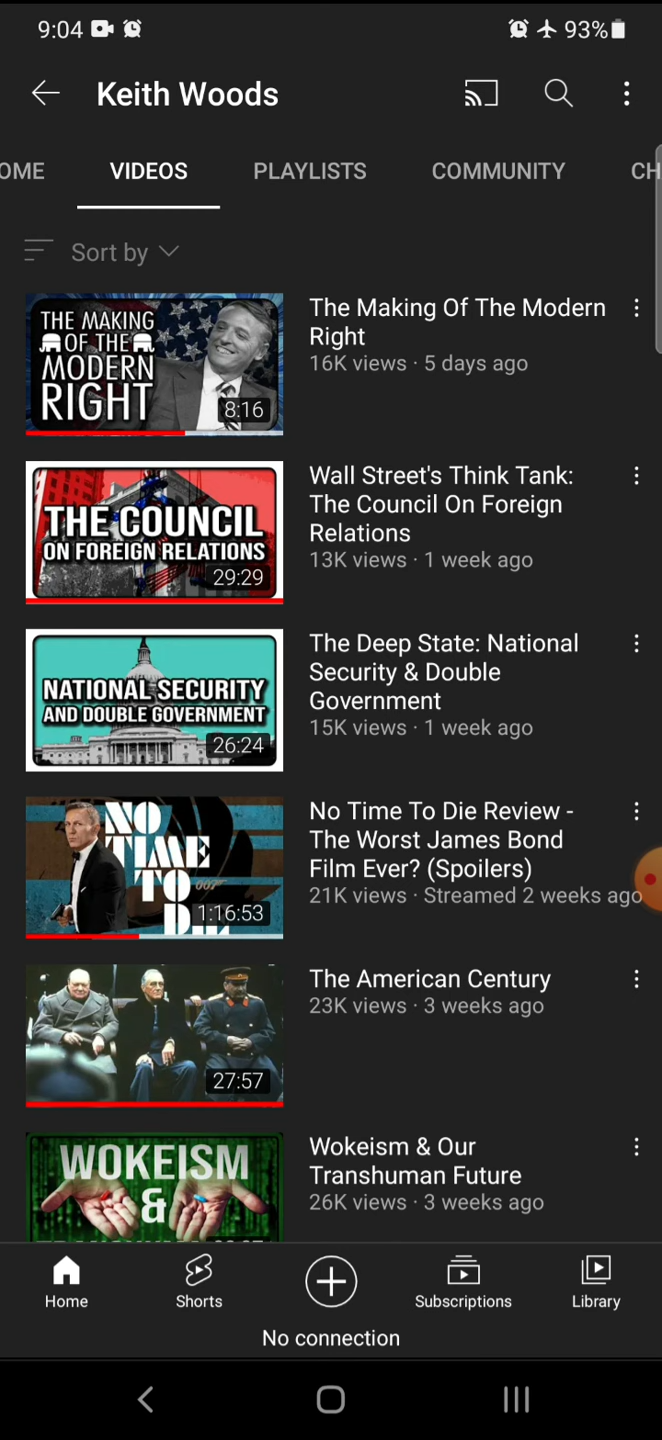 9:04 93%
Keith Woods
OME VIDEOS PLAYLISTS COMMUNITY CH
Sort by
THE MAKING
OF THE
MODERN
RIGHT
8:16
The Making Of The Modern
Right
16K views · 5 days ago
THE COUNCIL
ON FOREIGN RELATIONS
29:29
Wall Street's Think Tank:
The Council On Foreign
Relations
13K views · 1 week ago
NATIONAL SECURITY
AND DOUBLE GOVERNMENT
26:24
The Deep State: National
Security & Double
Government
15K views · 1 week ago
NO
TIME
TO
DIE
007
1:16:53
No Time To Die Review -
The Worst James Bond
Film Ever? (Spoilers)
21K views · Streamed 2 weeks ago
27:57
The American Century
23K views · 3 weeks ago
WOKEISM
&
Wokeism & Our
Transhuman Future
26K views · 3 weeks ago
Home Shorts Subscriptions Library
No connection